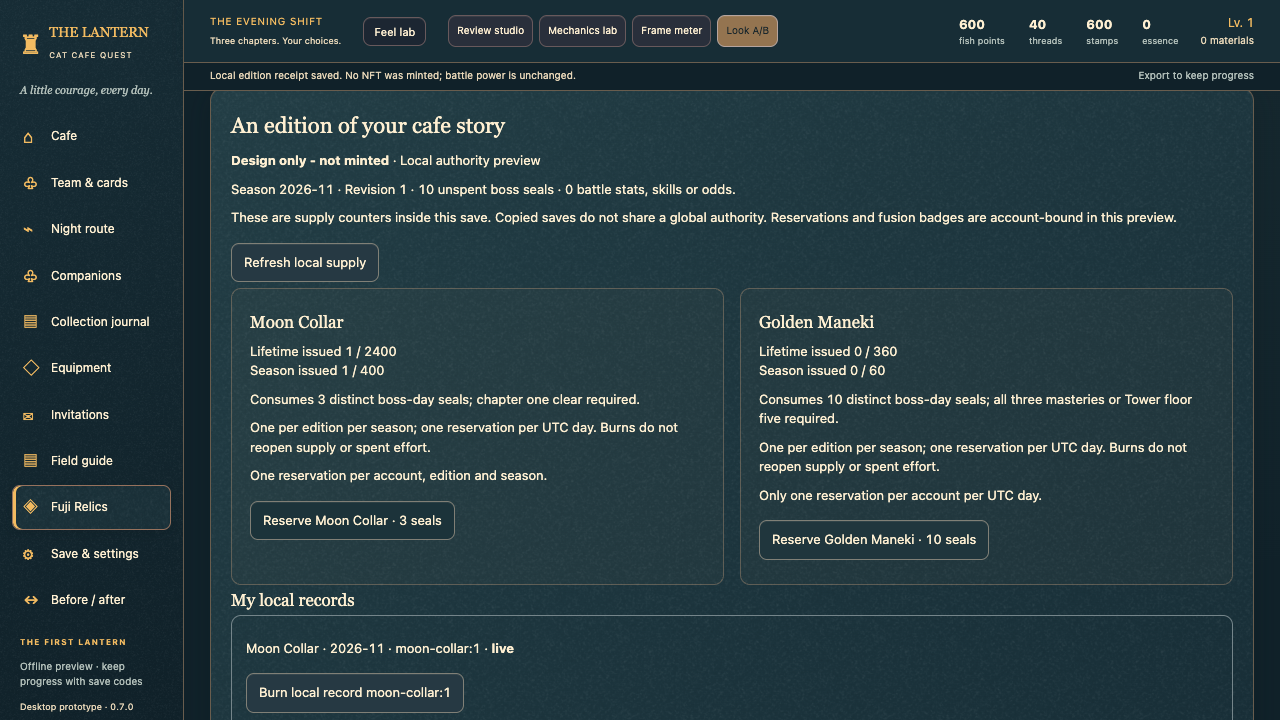 THE LANTERN
CAT CAFE QUEST
A little courage, every day.
Cafe
Team & cards
Night route
Companions
Collection journal
Equipment
Invitations
Field guide
Fuji Relics
Save & settings
Before / after
THE FIRST LANTERN
Offline preview · keep
progress with save codes
Desktop prototype · 0.7.0
THE EVENING SHIFT
Three chapters. Your choices.
Feel lab
Review studio
Mechanics lab
Frame meter
Look A/B
600
fish points
40
threads
600
stamps
0
essence
Lv. 1
0 materials
Local edition receipt saved. No NFT was minted; battle power is unchanged.
Export to keep progress
An edition of your cafe story
Design only - not minted · Local authority preview
Season 2026-11 · Revision 1 · 10 unspent boss seals · 0 battle stats, skills or odds.
These are supply counters inside this save. Copied saves do not share a global authority. Reservations and fusion badges are account-bound in this preview.
Refresh local supply
Moon Collar
Lifetime issued 1 / 2400
Season issued 1 / 400
Consumes 3 distinct boss-day seals; chapter one clear required.
One per edition per season; one reservation per UTC day. Burns do not
reopen supply or spent effort.
One reservation per account, edition and season.
Reserve Moon Collar · 3 seals
Golden Maneki
Lifetime issued 0 / 360
Season issued 0 / 60
Consumes 10 distinct boss-day seals; all three masteries or Tower floor
five required.
One per edition per season; one reservation per UTC day. Burns do not
reopen supply or spent effort.
Only one reservation per account per UTC day.
Reserve Golden Maneki · 10 seals
My local records
Moon Collar · 2026-11 · moon-collar:1 · live
Burn local record moon-collar:1